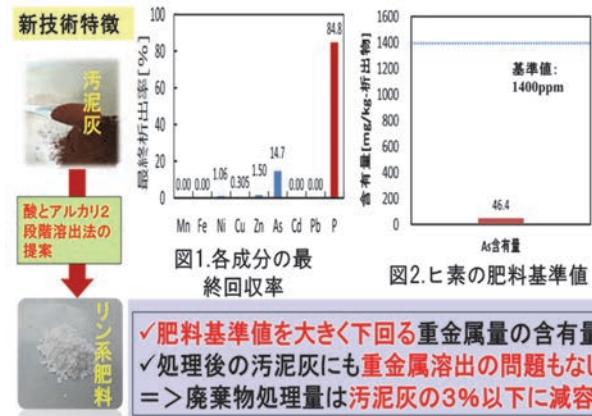 新技術特徴
汚泥灰
酸とアルカリ2
段階溶出法の
提案
リン系肥料
最終析出率[%]
100
80
60
40
20
0
0.00 0.00 1.06 0.305 1.50 14.7 0.00 0.00 84.8
Mn Fe Ni Cu Zn As Cd Pb P
図1.各成分の最
終回収率
含有量[mg/kg-析出物]
1600
1400
1200
1000
800
600
400
200
0
基準値:
1400ppm
46.4
As含有量
図2.ヒ素の肥料基準値
✓肥料基準値を大きく下回る重金属量の含有量
✓処理後の汚泥灰にも重金属溶出の問題もない
=>廃棄物処理量は汚泥灰の3%以下に減容